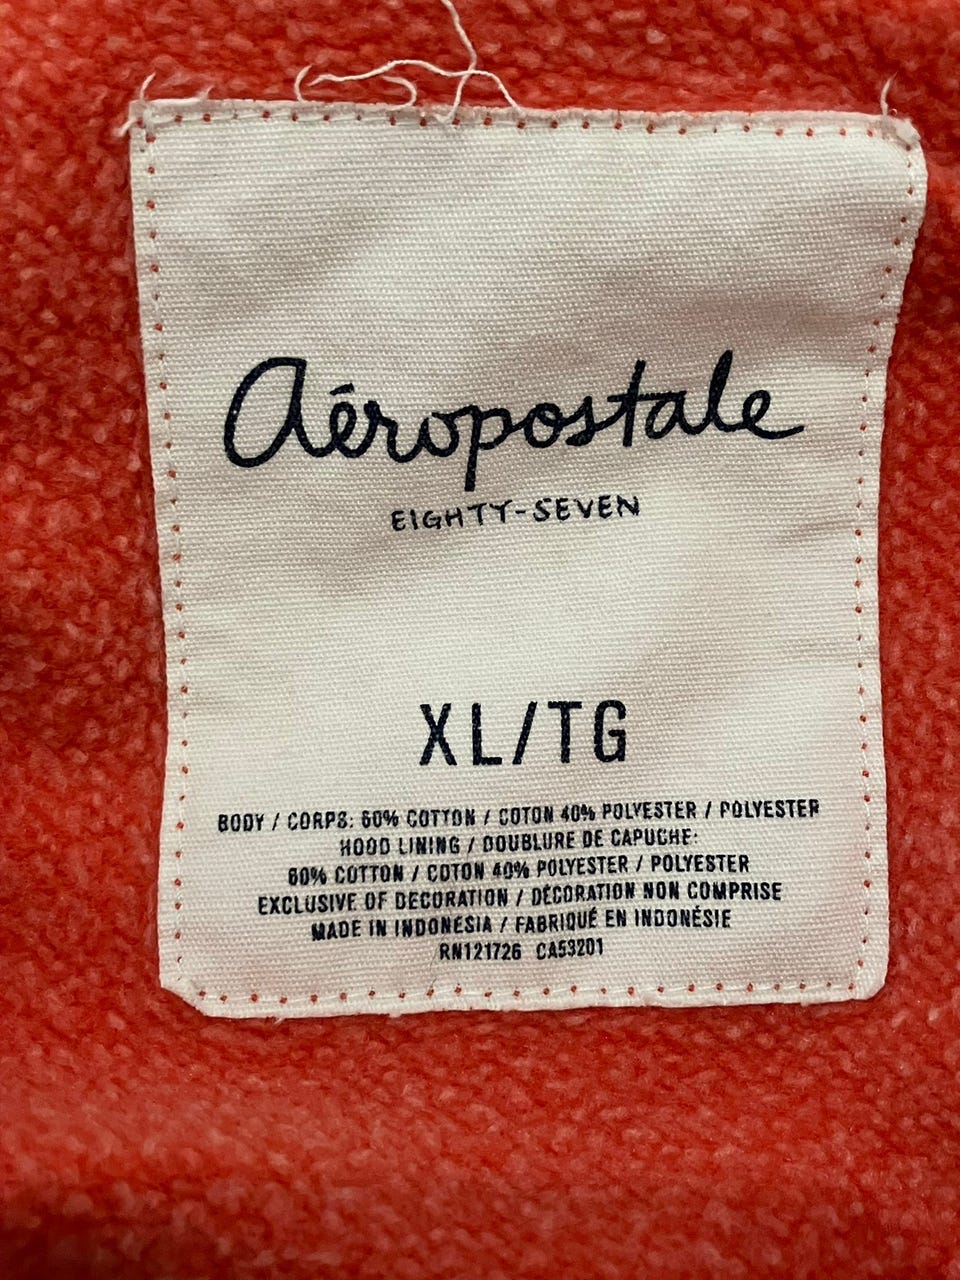 Aéropostale
EIGHTY-SEVEN
XL/TG
BODY / CORPS: 60% COTTON / COTON 40% POLYESTER / POLYESTER
HOOD LINING / DOUBLURE DE CAPUCHE:
60% COTTON / COTON 40% POLYESTER / POLYESTER
EXCLUSIVE OF DECORATION / DÉCORATION NON COMPRISE
MADE IN INDONESIA / FABRIQUÉ EN INDONÉSIE
RN121726 CA53201